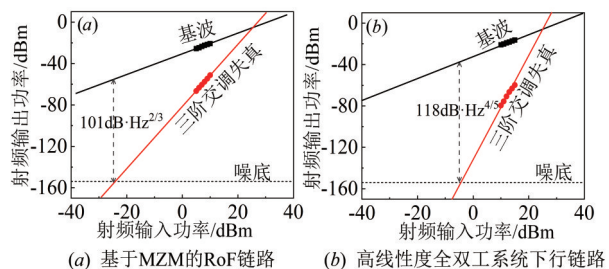 (a)
基波
三阶交调失真
101dB·Hz2/3
噪底
射频输出功率/dBm
0
-40
-80
-120
-160
-40 -20 0 20 40
射频输入功率/dBm
(a) 基于MZM的RoF链路
(b)
基波
三阶交调失真
118dB·Hz4/5
噪底
射频输出功率/dBm
0
-40
-80
-120
-160
-40 -20 0 20 40
射频输入功率/dBm
(b) 高线性度全双工系统下行链路